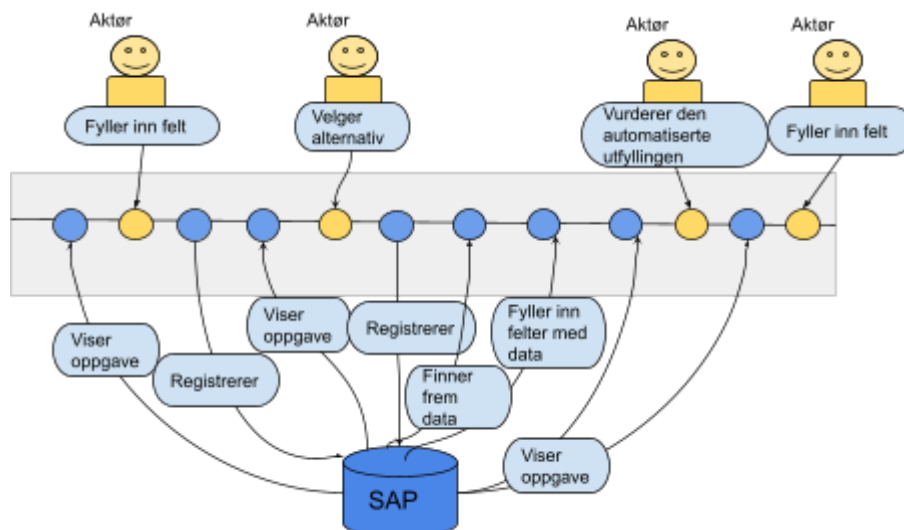 Aktør
Aktør
Aktør
Aktør
Fyller inn felt
Velger
alternativ
Vurderer den
automatiserte
utfyllingen
Fyller inn felt
Viser
oppgave
Registrerer
Viser
oppgave
Registrerer
Finner
frem
data
Fyller inn
felter med
data
Viser
oppgave
SAP